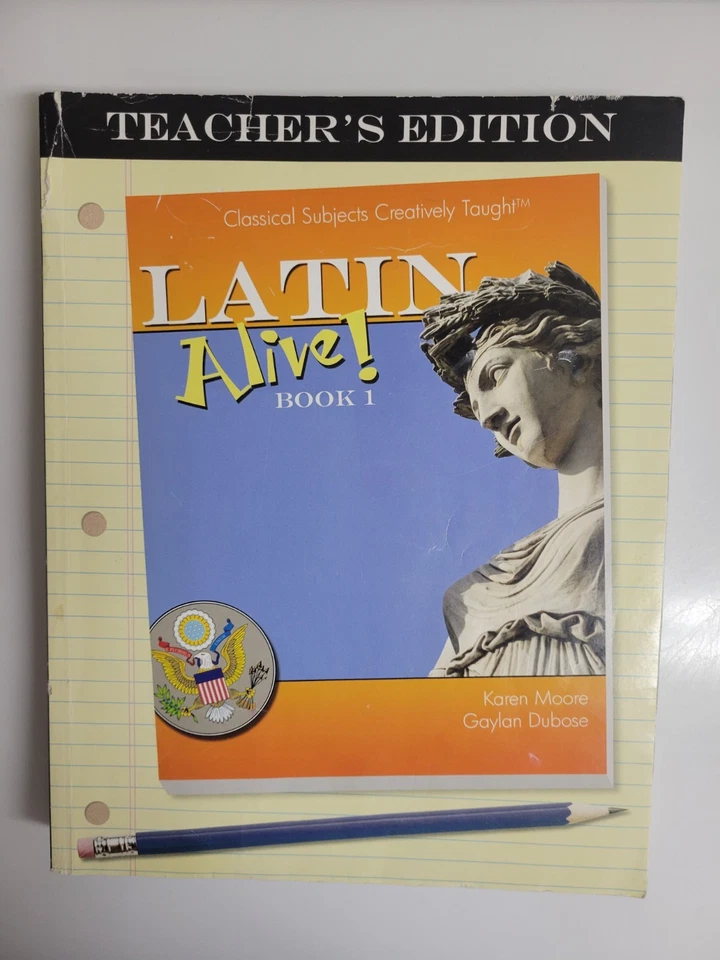 TEACHER'S EDITION
Classical Subjects Creatively Taught™
LATIN
Alive!
BOOK 1
Karen Moore
Gaylan Dubose